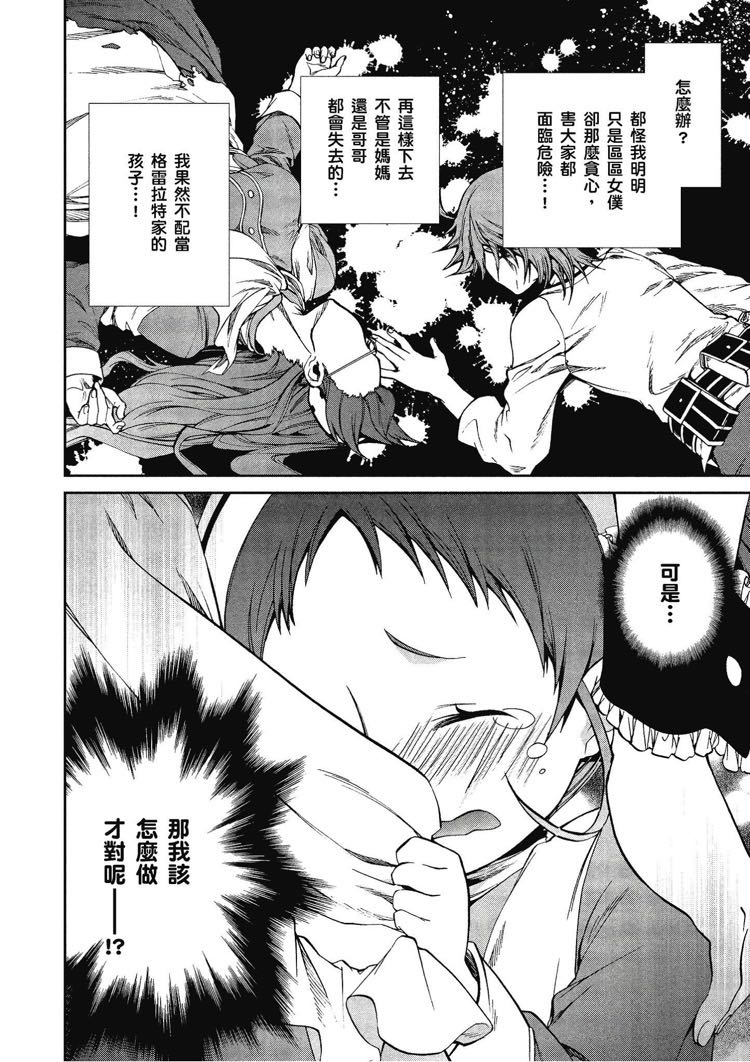 怎麼辦？
都怪我明明
只是區區女僕
卻那麼貪心，
害大家都
面臨危險…！
再這樣下去
不管是媽媽
還是哥哥
都會失去的…
我果然不配當
格雷拉特家的
孩子…！
可是…
那我該
怎麼做
才對呢——!?